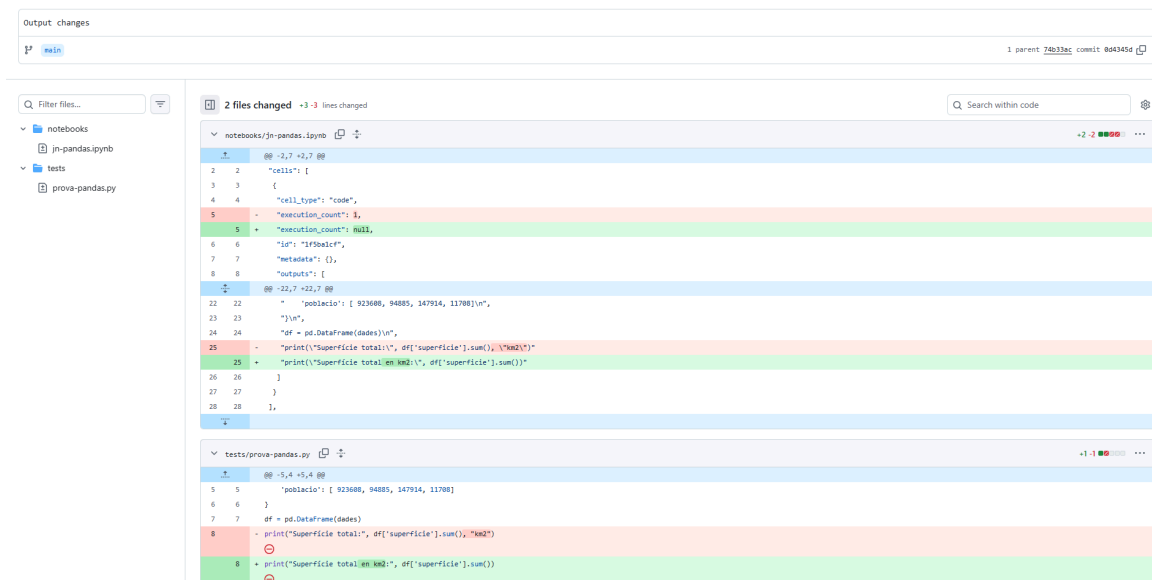 Output changes
main
1 parent 74b33ac commit 0d4345d
Filter files...
notebooks
jn-pandas.ipynb
tests
prova-pandas.py
2 files changed +3 -3 lines changed
Search within code
notebooks/jn-pandas.ipynb +2 -2
@@ -2,7 +2,7 @@
2 2 "cells": [
3 3 {
4 4 "cell_type": "code",
5 - "execution_count": 1,
5 + "execution_count": null,
6 6 "id": "1f5ba1cf",
7 7 "metadata": {},
8 8 "outputs": [
@@ -22,7 +22,7 @@
22 22 " 'poblacio': [ 923608, 94885, 147914, 11708]\n",
23 23 "}\n",
24 24 "df = pd.DataFrame(dades)\n",
25 - "print(\"Superfície total:\", df['superficie'].sum(), \"km2\")"
25 + "print(\"Superfície total en km2:\", df['superficie'].sum())"
26 26 ]
27 27 }
28 28 ],
tests/prova-pandas.py +1 -1
@@ -5,4 +5,4 @@
5 5 'poblacio': [ 923608, 94885, 147914, 11708]
6 6 }
7 7 df = pd.DataFrame(dades)
8 - print("Superfície total:", df['superficie'].sum(), "km2")
8 + print("Superfície total en km2:", df['superficie'].sum())